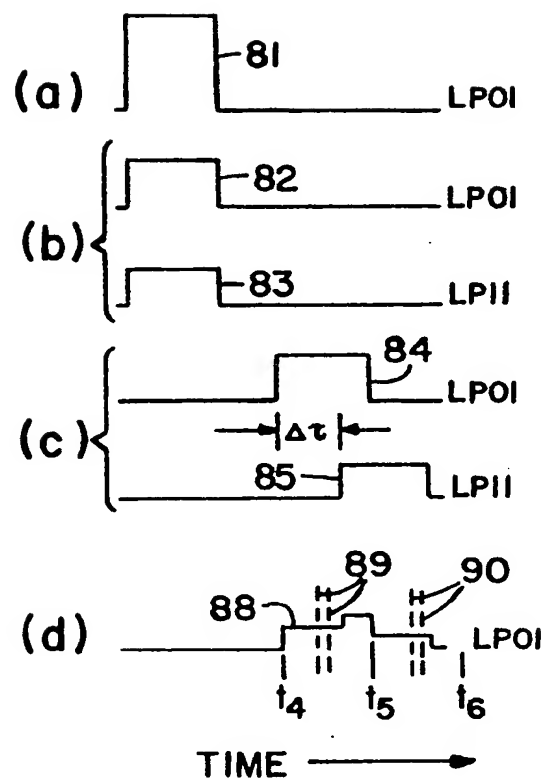 (a) 81 LP01
82 LP01
(b)
83 LP11
84 LP01
(c) Δτ
85 LP11
89 90
88
(d) LP01
t4 t5 t6
TIME